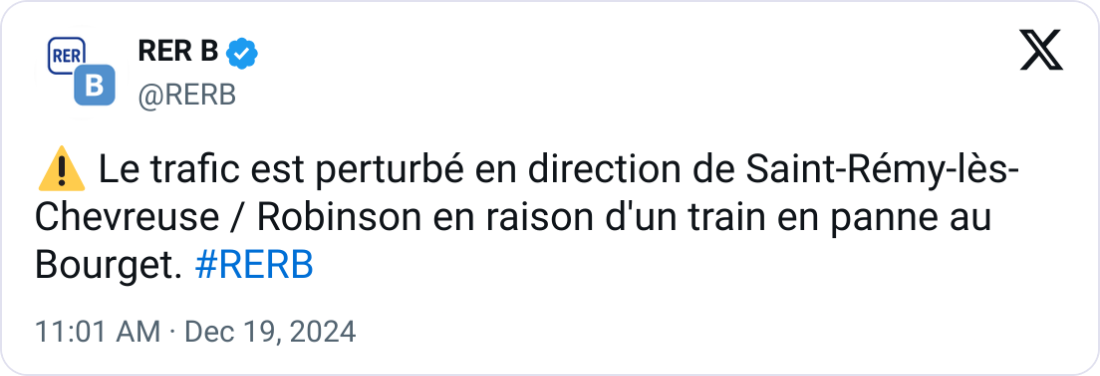 RER
B
RER B
@RERB
⚠️ Le trafic est perturbé en direction de Saint-Rémy-lès-
Chevreuse / Robinson en raison d'un train en panne au
Bourget. #RERB
11:01 AM · Dec 19, 2024